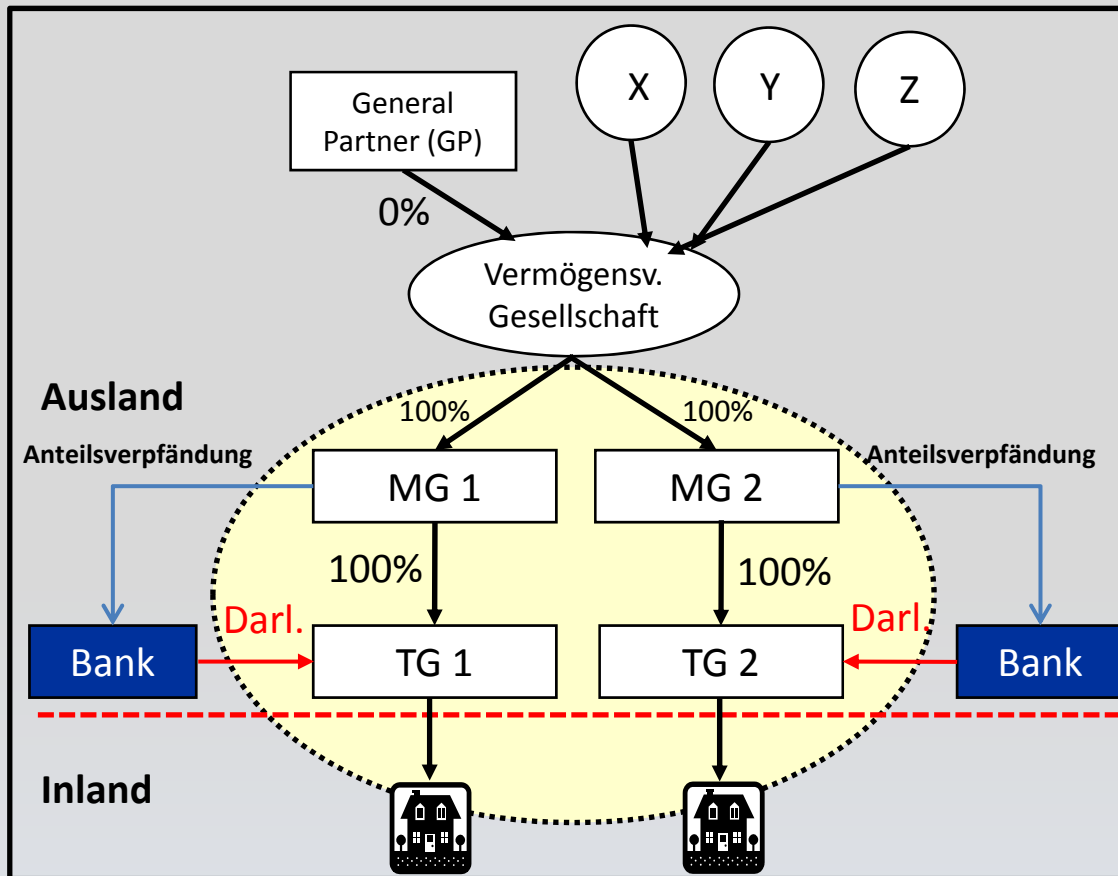 General
Partner (GP)
X
Y
Z
0%
Vermögensv.
Gesellschaft
Ausland
100%
100%
Anteilsverpfändung
Anteilsverpfändung
MG 1
MG 2
100%
100%
Darl.
Darl.
Bank
TG 1
TG 2
Bank
Inland